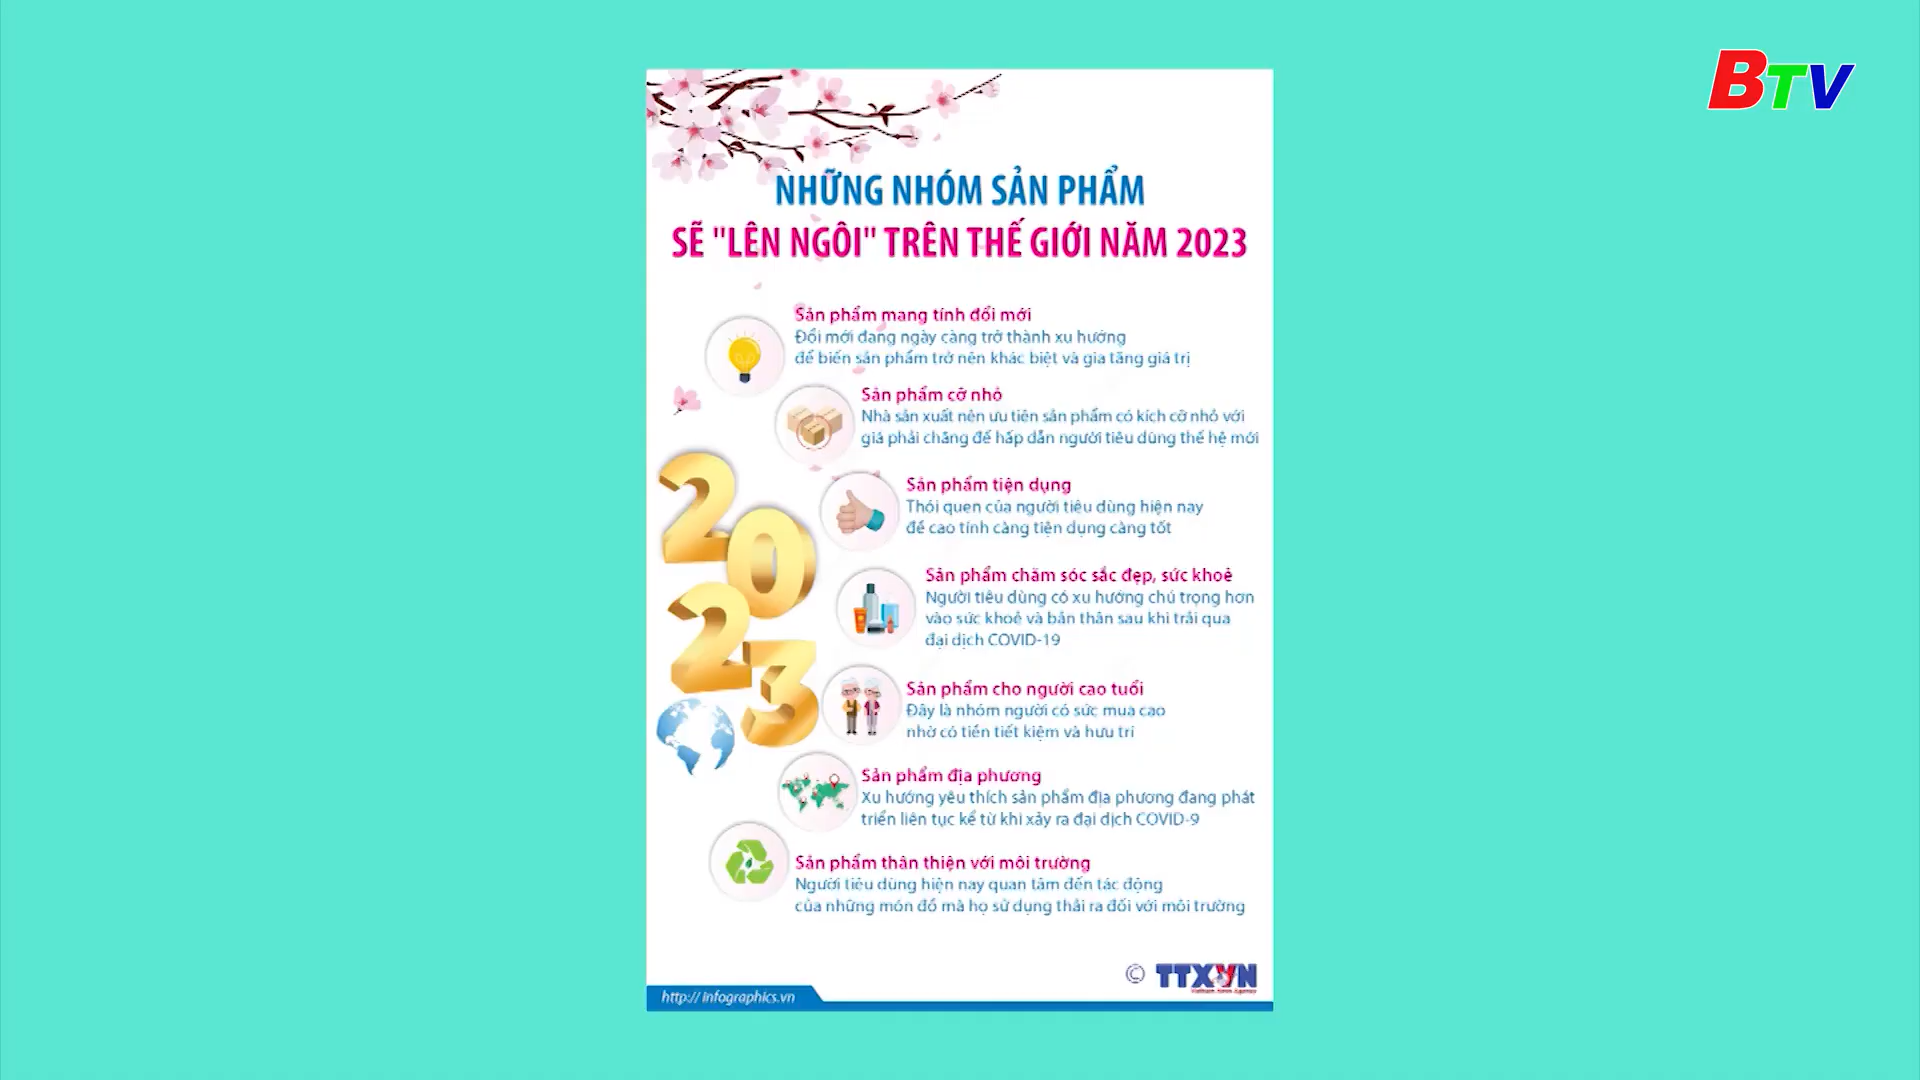 BTV
NHỮNG NHÓM SẢN PHẨM
SẼ "LÊN NGÔI" TRÊN THẾ GIỚI NĂM 2023
Sản phẩm mang tính đổi mới
Đổi mới đang ngày càng trở thành xu hướng
để biến sản phẩm trở nên khác biệt và gia tăng giá trị
Sản phẩm cỡ nhỏ
Nhà sản xuất nên ưu tiên sản phẩm có kích cỡ nhỏ với
giá phải chăng để hấp dẫn người tiêu dùng thế hệ mới
Sản phẩm tiện dụng
Thói quen của người tiêu dùng hiện nay
đề cao tính càng tiện dụng càng tốt
Sản phẩm chăm sóc sắc đẹp, sức khoẻ
Người tiêu dùng có xu hướng chú trọng hơn
vào sức khoẻ và bản thân sau khi trải qua
đại dịch COVID-19
Sản phẩm cho người cao tuổi
Đây là nhóm người có sức mua cao
nhờ có tiền tiết kiệm và hưu trí
Sản phẩm địa phương
Xu hướng yêu thích sản phẩm địa phương đang phát
triển liên tục kể từ khi xảy ra đại dịch COVID-9
Sản phẩm thân thiện với môi trường
Người tiêu dùng hiện nay quan tâm đến tác động
của những món đồ mà họ sử dụng thải ra đối với môi trường
2023
© TTXVN
Vietnam News Agency
http:// infographics.vn